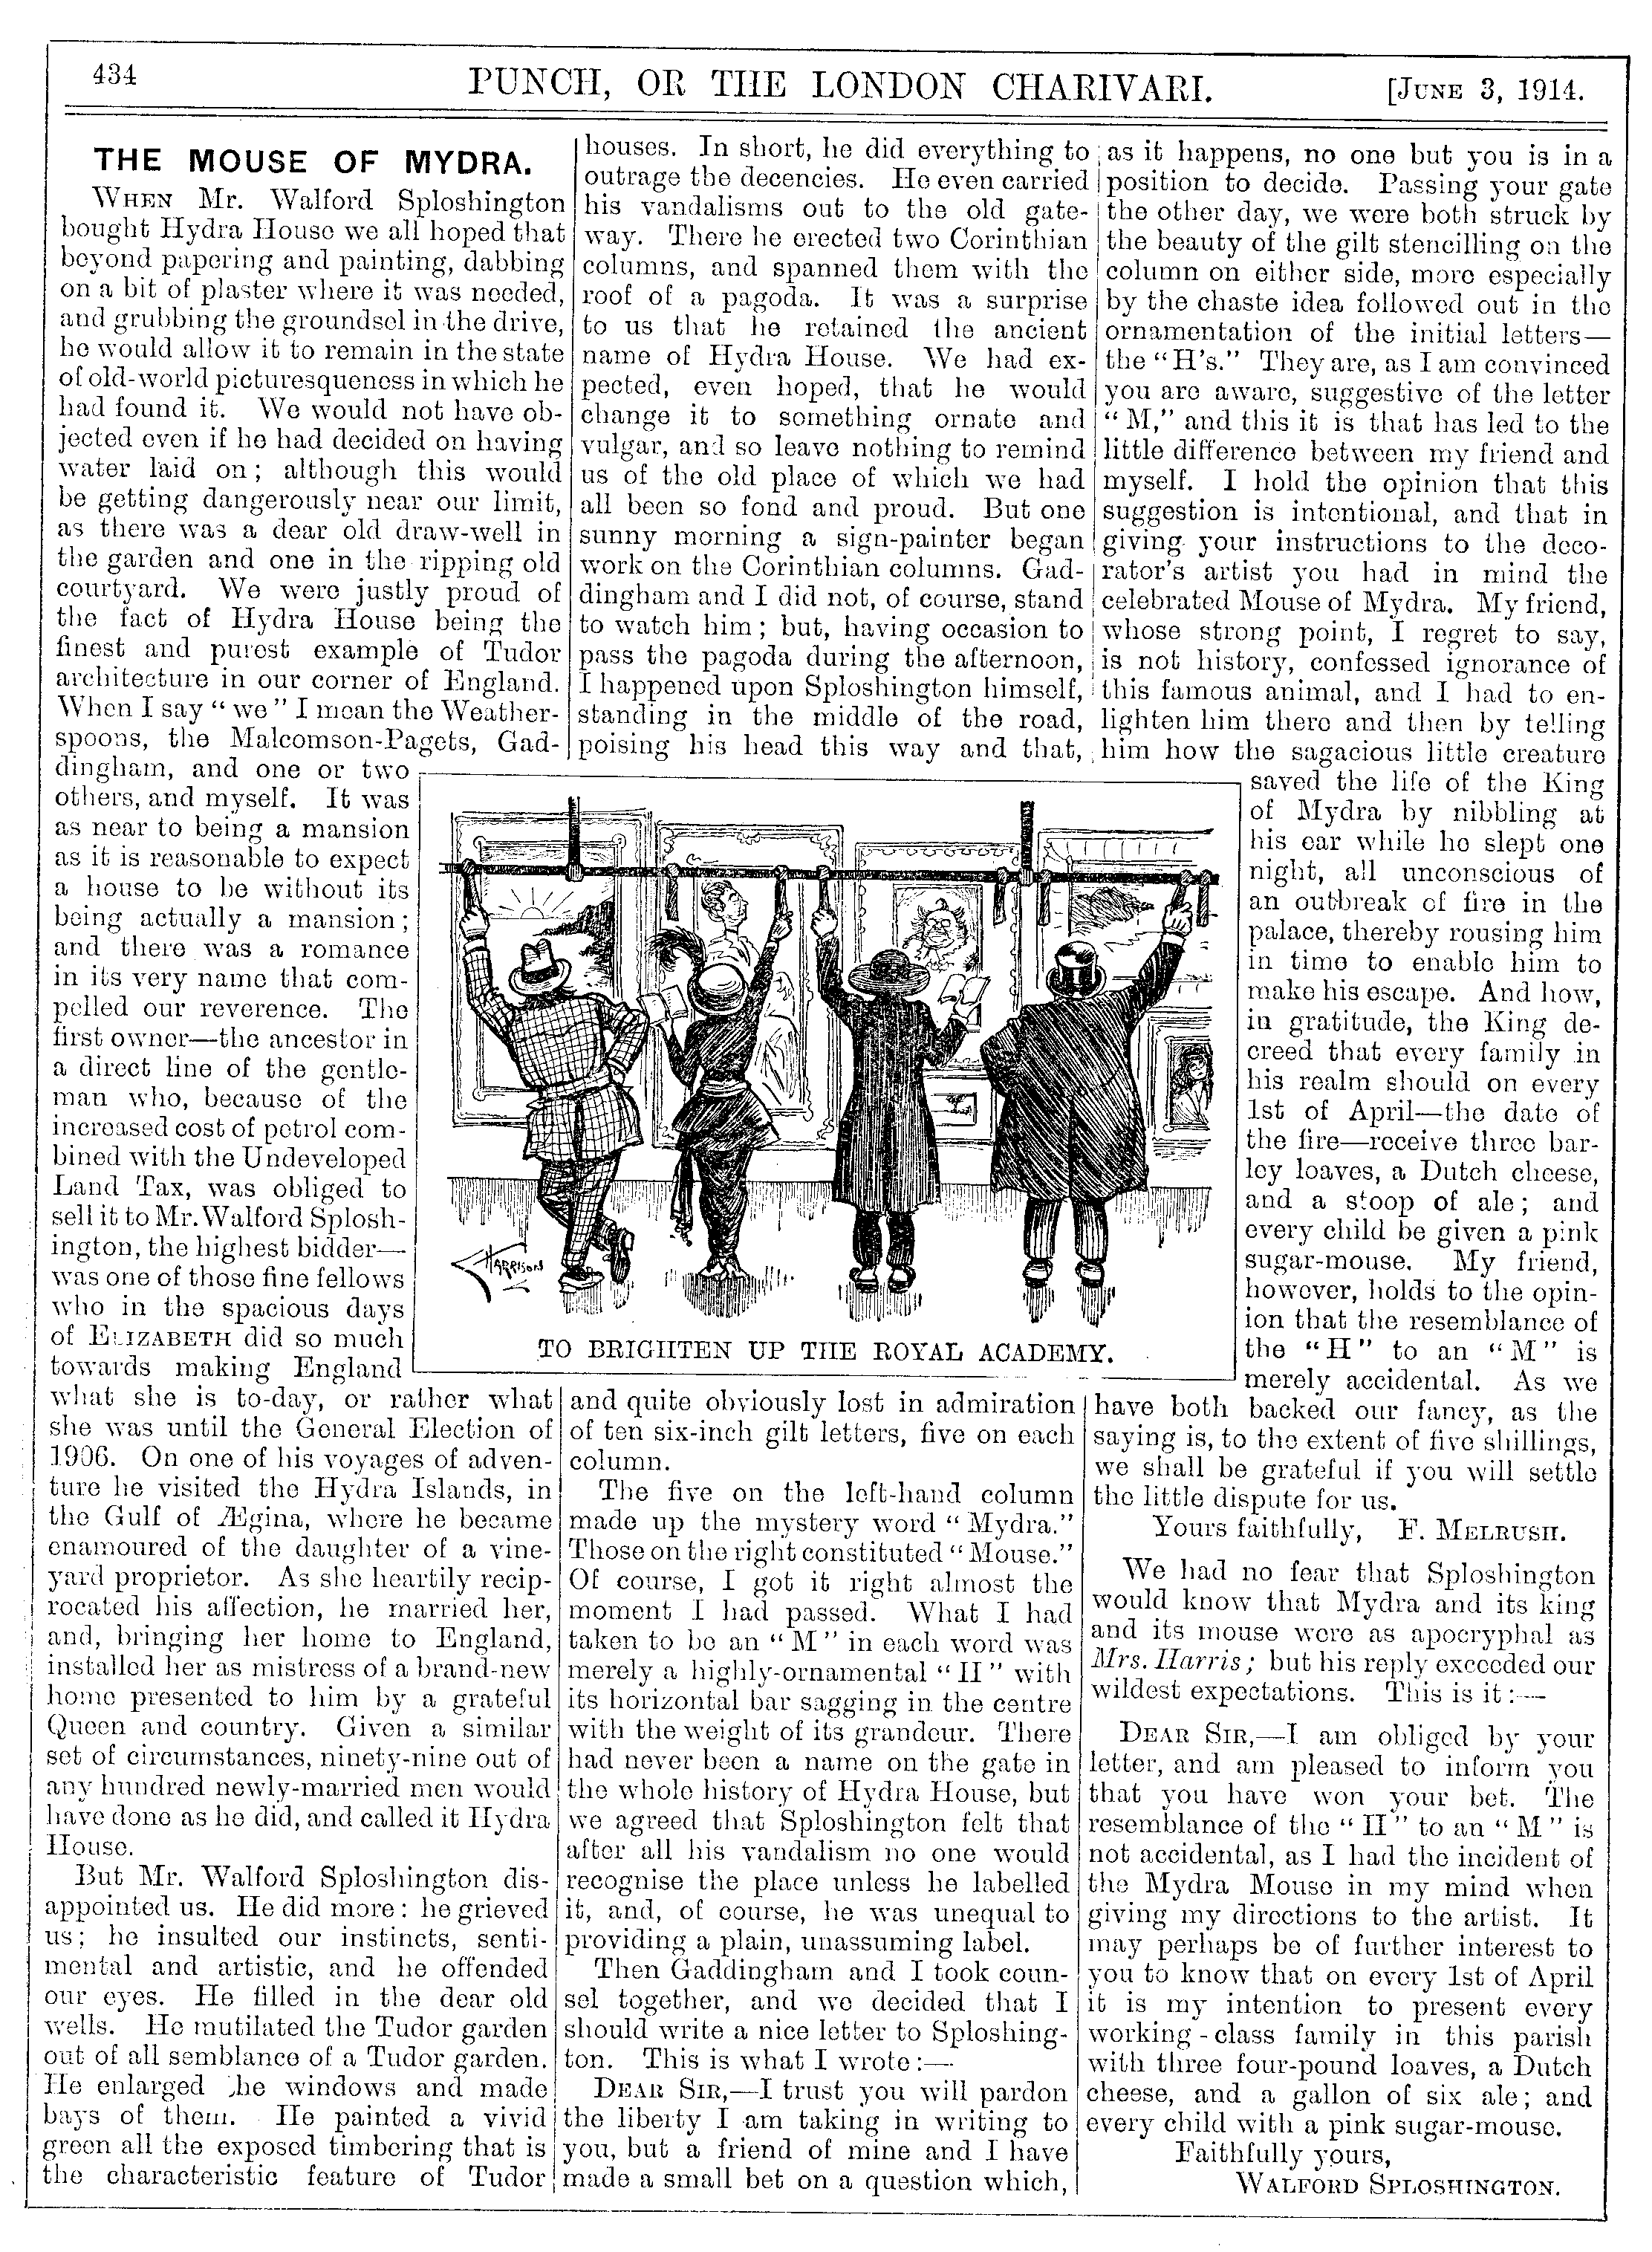 434
PUNCH, OR THE LONDON CHARIVARI.
[JUNE 3, 1914.
THE MOUSE OF MYDRA.
WHEN Mr. Walford Sploshington
bought Hydra House we all hoped that
beyond papering and painting, dabbing
on a bit of plaster where it was needed,
and grubbing the groundsel in the drive,
he would allow it to remain in the state
of old-world picturesqueness in which he
had found it. We would not have ob-
jected even if he had decided on having
water laid on; although this would
be getting dangerously near our limit,
as there was a dear old draw-well in
the garden and one in the ripping old
courtyard. We were justly proud of
the fact of Hydra House being the
finest and purest example of Tudor
architecture in our corner of England.
When I say "we" I mean the Weather-
spoons, the Malcomson-Pagets, Gad-
dingham, and one or two
others, and myself. It was
as near to being a mansion
as it is reasonable to expect
a house to be without its
being actually a mansion;
and there was a romance
in its very name that com-
pelled our reverence. The
first owner—the ancestor in
a direct line of the gentle-
man who, because of the
increased cost of petrol com-
bined with the Undeveloped
Land Tax, was obliged to
sell it to Mr. Walford Splosh-
ington, the highest bidder—
was one of those fine fellows
who in the spacious days
of ELIZABETH did so much
towards making England
what she is to-day, or rather what
she was until the General Election of
1906. On one of his voyages of adven-
ture he visited the Hydra Islands, in
the Gulf of Ægina, where he became
enamoured of the daughter of a vine-
yard proprietor. As she heartily recip-
rocated his affection, he married her,
and, bringing her home to England,
installed her as mistress of a brand-new
home presented to him by a grateful
Queen and country. Given a similar
set of circumstances, ninety-nine out of
any hundred newly-married men would
have done as he did, and called it Hydra
House.
But Mr. Walford Sploshington dis-
appointed us. He did more: he grieved
us; he insulted our instincts, senti-
mental and artistic, and he offended
our eyes. He filled in the dear old
wells. He mutilated the Tudor garden
out of all semblance of a Tudor garden.
He enlarged the windows and made
bays of them. He painted a vivid
green all the exposed timbering that is
the characteristic feature of Tudor
houses. In short, he did everything to
outrage the decencies. He even carried
his vandalisms out to the old gate-
way. There he erected two Corinthian
columns, and spanned them with the
roof of a pagoda. It was a surprise
to us that he retained the ancient
name of Hydra House. We had ex-
pected, even hoped, that he would
change it to something ornate and
vulgar, and so leave nothing to remind
us of the old place of which we had
all been so fond and proud. But one
sunny morning a sign-painter began
work on the Corinthian columns. Gad-
dingham and I did not, of course, stand
to watch him; but, having occasion to
pass the pagoda during the afternoon,
I happened upon Sploshington himself,
standing in the middle of the road,
poising his head this way and that,
HARRISON
TO BRIGHTEN UP THE ROYAL ACADEMY.
and quite obviously lost in admiration
of ten six-inch gilt letters, five on each
column.
The five on the left-hand column
made up the mystery word "Mydra."
Those on the right constituted "Mouse."
Of course, I got it right almost the
moment I had passed. What I had
taken to be an "M" in each word was
merely a highly-ornamental "H" with
its horizontal bar sagging in the centre
with the weight of its grandeur. There
had never been a name on the gate in
the whole history of Hydra House, but
we agreed that Sploshington felt that
after all his vandalism no one would
recognise the place unless he labelled
it, and, of course, he was unequal to
providing a plain, unassuming label.
Then Gaddingham and I took coun-
sel together, and we decided that I
should write a nice letter to Sploshing-
ton. This is what I wrote:—
DEAR SIR,—I trust you will pardon
the liberty I am taking in writing to
you, but a friend of mine and I have
made a small bet on a question which,
as it happens, no one but you is in a
position to decide. Passing your gate
the other day, we were both struck by
the beauty of the gilt stencilling on the
column on either side, more especially
by the chaste idea followed out in the
ornamentation of the initial letters—
the "H's." They are, as I am convinced
you are aware, suggestive of the letter
"M," and this it is that has led to the
little difference between my friend and
myself. I hold the opinion that this
suggestion is intentional, and that in
giving your instructions to the deco-
rator's artist you had in mind the
celebrated Mouse of Mydra. My friend,
whose strong point, I regret to say,
is not history, confessed ignorance of
this famous animal, and I had to en-
lighten him there and then by telling
him how the sagacious little creature
saved the life of the King
of Mydra by nibbling at
his ear while he slept one
night, all unconscious of
an outbreak of fire in the
palace, thereby rousing him
in time to enable him to
make his escape. And how,
in gratitude, the King de-
creed that every family in
his realm should on every
1st of April—the date of
the fire—receive three bar-
ley loaves, a Dutch cheese,
and a stoop of ale; and
every child be given a pink
sugar-mouse. My friend,
however, holds to the opin-
ion that the resemblance of
the "H" to an "M" is
merely accidental. As we
have both backed our fancy, as the
saying is, to the extent of five shillings,
we shall be grateful if you will settle
the little dispute for us.
Yours faithfully, F. MELRUSH.
We had no fear that Sploshington
would know that Mydra and its king
and its mouse were as apocryphal as
Mrs. Harris; but his reply exceeded our
wildest expectations. This is it:—
DEAR SIR,—I am obliged by your
letter, and am pleased to inform you
that you have won your bet. The
resemblance of the "H" to an "M" is
not accidental, as I had the incident of
the Mydra Mouse in my mind when
giving my directions to the artist. It
may perhaps be of further interest to
you to know that on every 1st of April
it is my intention to present every
working-class family in this parish
with three four-pound loaves, a Dutch
cheese, and a gallon of six ale; and
every child with a pink sugar-mouse.
Faithfully yours,
WALFORD SPLOSHINGTON.